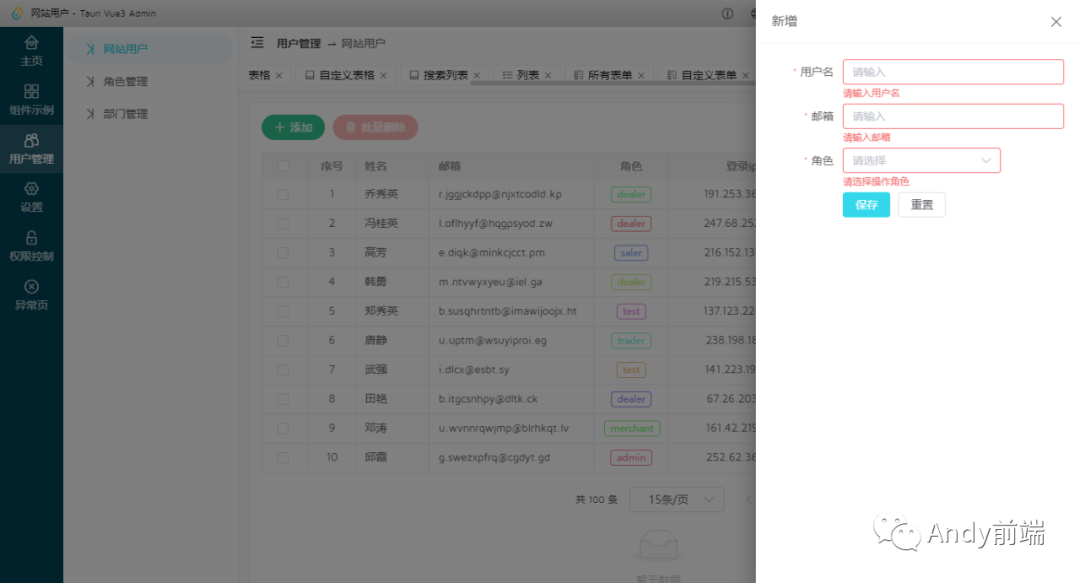 网站用户 - Tauri Vue3 Admin
主页
组件示例
用户管理
设置
权限控制
异常页
网站用户
角色管理
部门管理
用户管理 → 网站用户
表格 × 自定义表格 × 搜索列表 × 列表 × 所有表单 × 自定义表单 ×
+ 添加 批量删除
序号 姓名 邮箱 角色 登录ip
1 乔秀英 r.jgjckdpp@njxtcodld.kp dealer 191.253.36
2 冯桂英 l.oflhyyf@hqgpsyod.zw dealer 247.68.25
3 高芳 e.diqk@minkcjcct.pm saler 216.152.13
4 韩勇 m.ntvwyxyeu@iel.ga dealer 219.215.53
5 郑秀英 b.susqhrtntb@imawijoojx.ht test 137.123.22
6 唐静 u.uptm@wsuyiproi.eg trader 238.198.18
7 武强 i.dlcx@esbt.sy test 141.223.19
8 田艳 b.itgcsnhpy@dltk.ck dealer 67.26.203
9 邓涛 u.wvnnrqwjmp@blrhkqt.lv merchant 161.42.219
10 邱霞 g.swezxpfrq@cgdyt.gd admin 252.62.36
共 100 条 15条/页
暂无数据
新增
* 用户名 请输入
请输入用户名
* 邮箱 请输入
请输入邮箱
* 角色 请选择
请选择操作角色
保存 重置
Andy前端